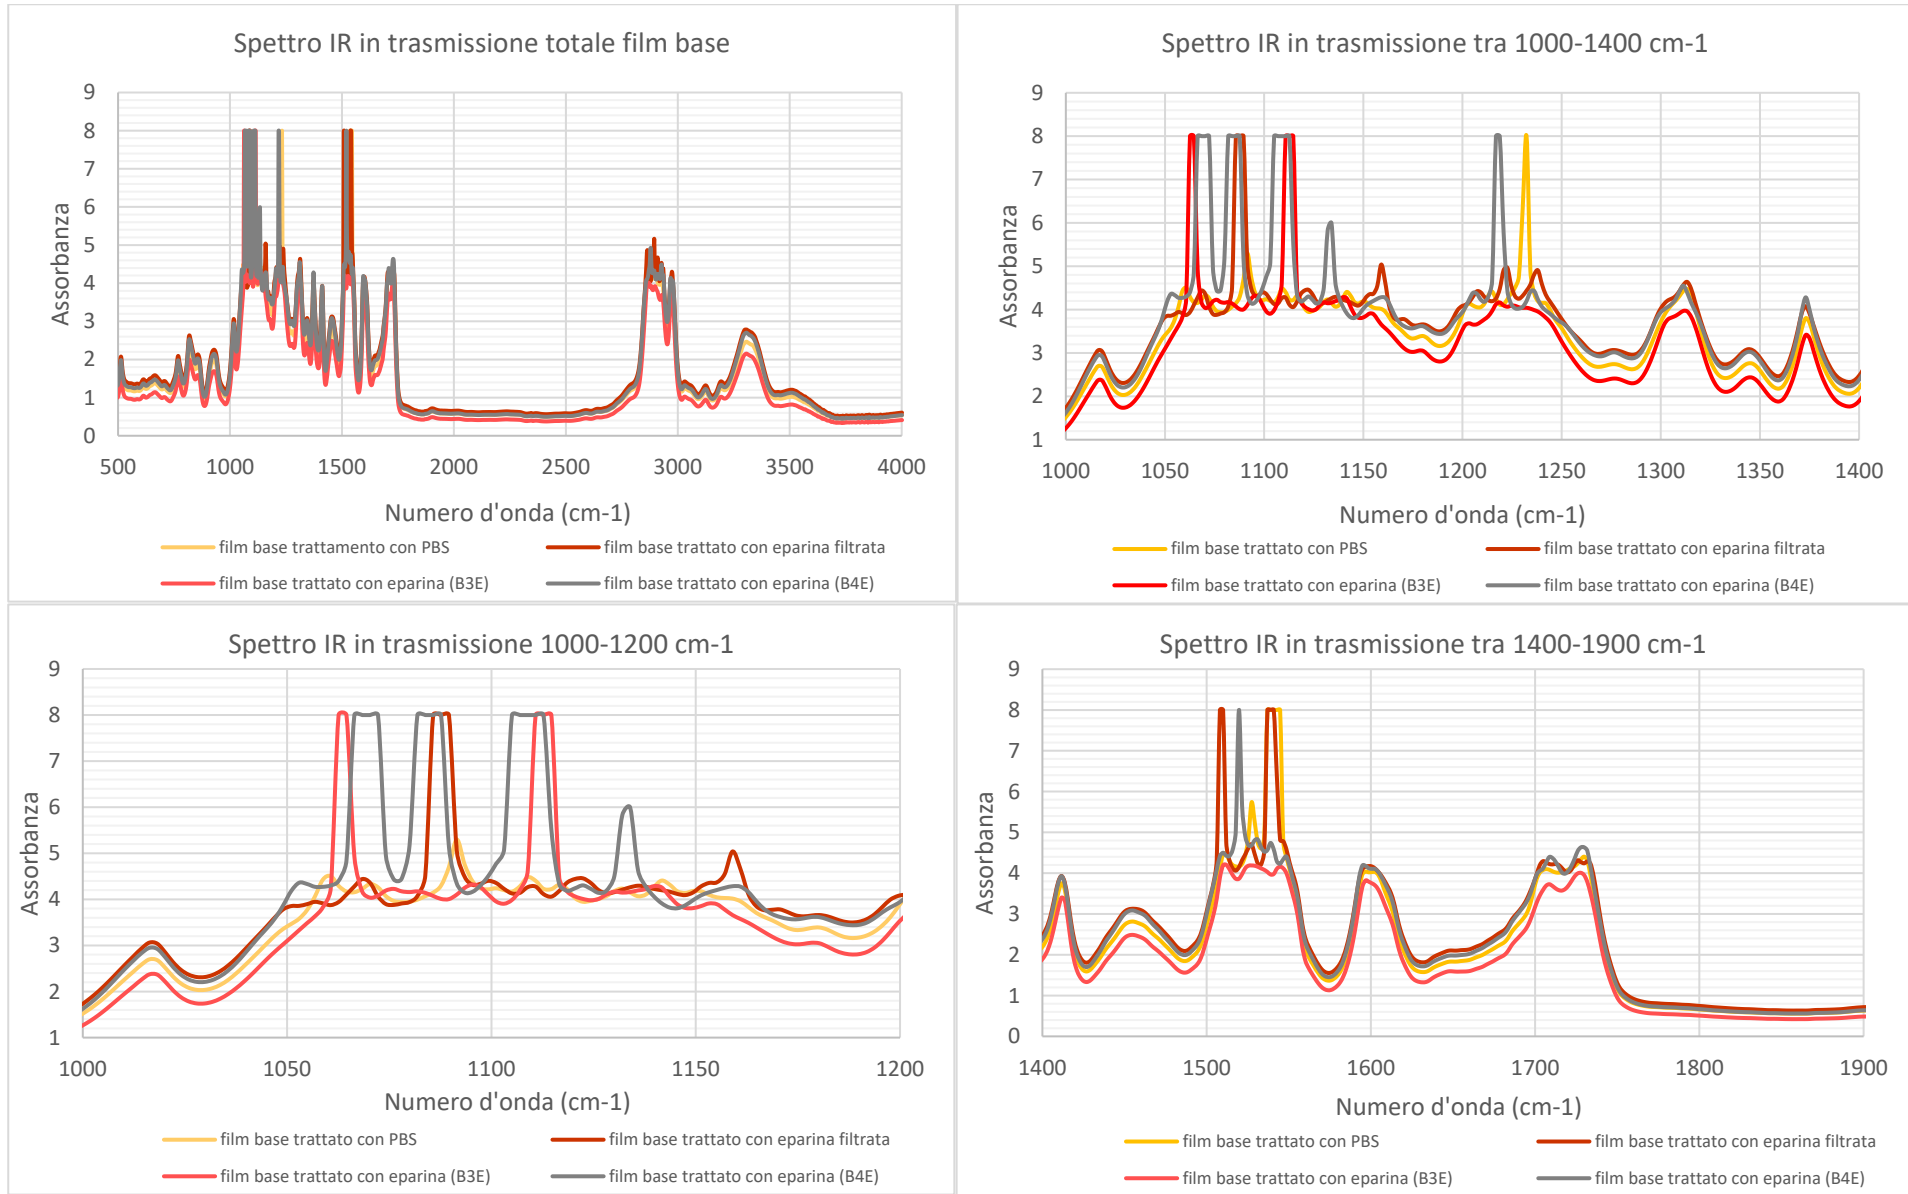 Spettro IR in trasmissione totale film base
9
8
7
6
5
4
3
2
1
0
Assorbanza
500 1000 1500 2000 2500 3000 3500 4000
Numero d'onda (cm-1)
film base trattamento con PBS film base trattato con eparina filtrata
film base trattato con eparina (B3E) film base trattato con eparina (B4E)
Spettro IR in trasmissione tra 1000-1400 cm-1
9
8
7
6
5
4
3
2
1
Assorbanza
1000 1050 1100 1150 1200 1250 1300 1350 1400
Numero d'onda (cm-1)
film base trattato con PBS film base trattato con eparina filtrata
film base trattato con eparina (B3E) film base trattato con eparina (B4E)
Spettro IR in trasmissione 1000-1200 cm-1
9
8
7
6
5
4
3
2
1
Assorbanza
1000 1050 1100 1150 1200
Numero d'onda (cm-1)
film base trattato con PBS film base trattato con eparina filtrata
film base trattato con eparina (B3E) film base trattato con eparina (B4E)
Spettro IR in trasmissione tra 1400-1900 cm-1
9
8
7
6
5
4
3
2
1
0
Assorbanza
1400 1500 1600 1700 1800 1900
Numero d'onda (cm-1)
film base trattato con PBS film base trattato con eparina filtrata
film base trattato con eparina (B3E) film base trattato con eparina (B4E)